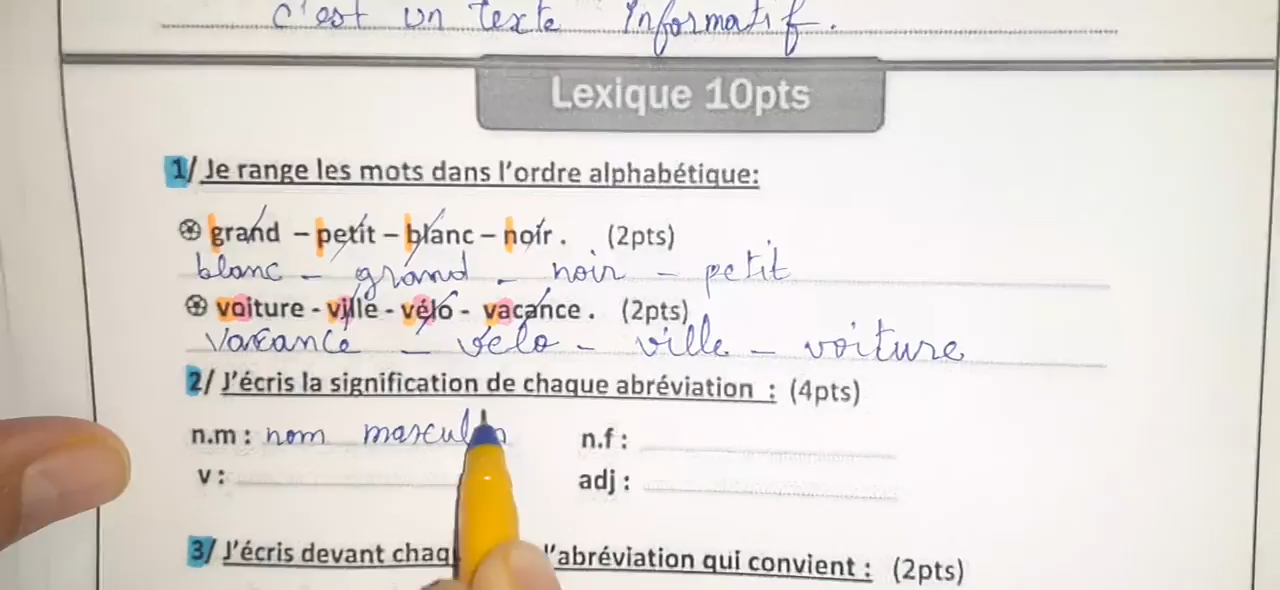 c'est un texte Informatif.
Lexique 10pts
1/ Je range les mots dans l'ordre alphabétique:
grand – petit – blanc – noir . (2pts)
blanc - grand - noir - petit
voiture - ville - vélo - vacance . (2pts)
vacance - vélo - ville - voiture
2/ J'écris la signification de chaque abréviation : (4pts)
n.m : nom n.f :
v : adj :
3/ J'écris devant l'abréviation qui convient : (2pts)